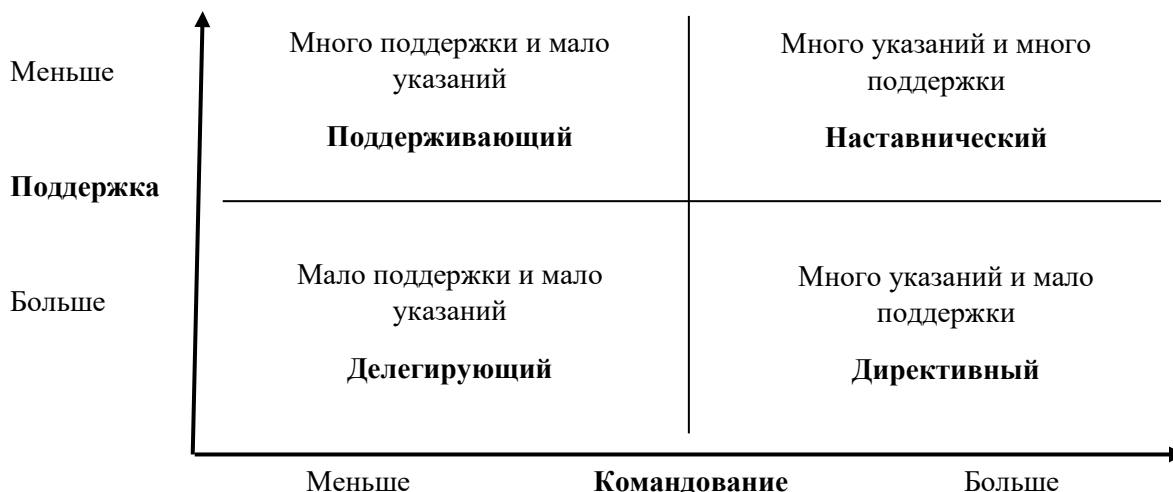 Меньше
Много поддержки и мало
указаний
Поддерживающий
Много указаний и много
поддержки
Наставнический
Поддержка
Больше
Мало поддержки и мало
указаний
Делегирующий
Много указаний и мало
поддержки
Директивный
Меньше
Командование
Больше